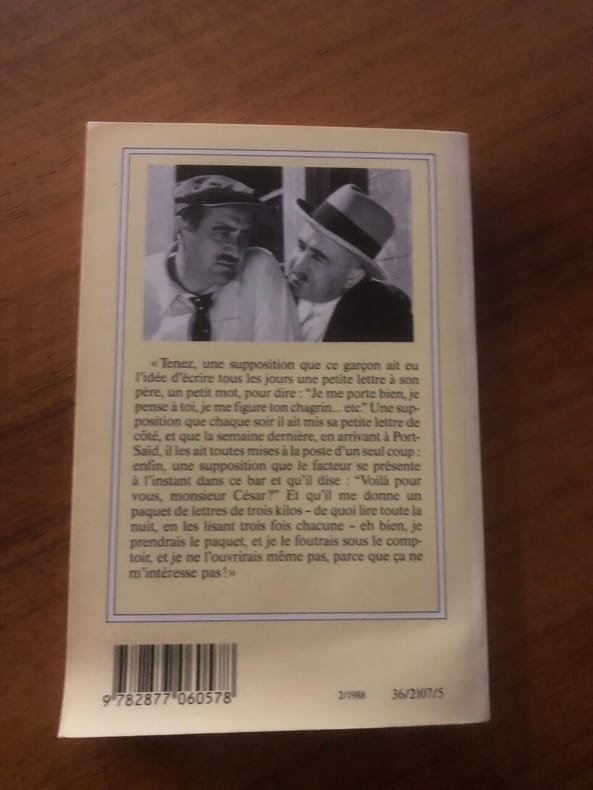 « Tenez, une supposition que ce garçon ait eu
l'idée d'écrire tous les jours une petite lettre à son
père, un petit mot, pour dire : "Je me porte bien, je
pense à toi, je me figure ton chagrin... etc." Une sup-
position que chaque soir il ait mis sa petite lettre de
côté, et que la semaine dernière, en arrivant à Port-
Saïd, il les ait toutes mises à la poste d'un seul coup :
enfin, une supposition que le facteur se présente
à l'instant dans ce bar et qu'il dise : "Voilà pour
vous, monsieur César?" Et qu'il me donne un
paquet de lettres de trois kilos – de quoi lire toute la
nuit, en les lisant trois fois chacune – eh bien, je
prendrais le paquet, et je le foutrais sous le comp-
toir, et je ne l'ouvrirais même pas, parce que ça ne
m'intéresse pas ! »
9 782877 060578
2/1988 36/2107/5